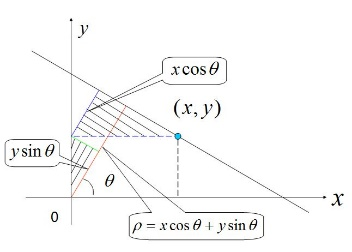 y
x cos θ
(x, y)
y sin θ
θ
x
0
ρ = x cos θ + y sin θ